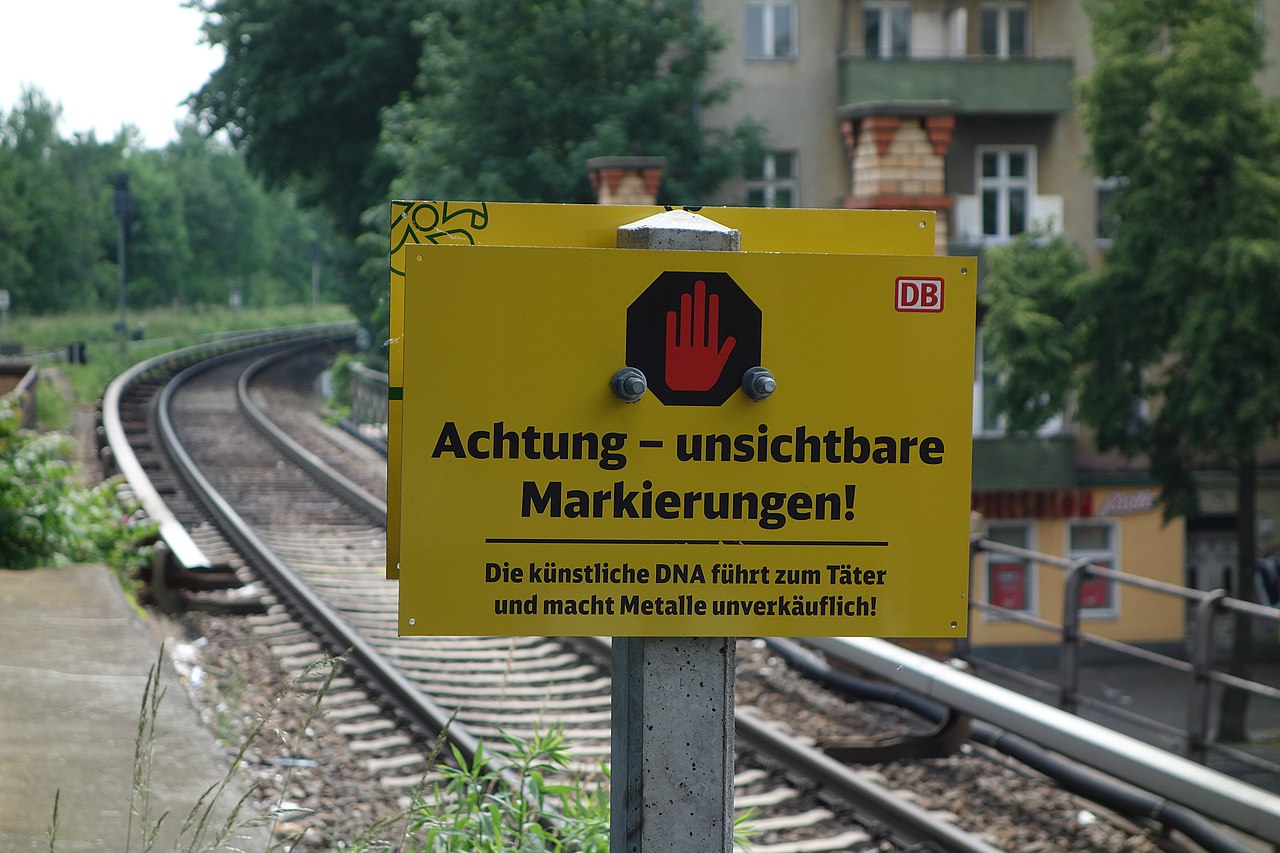 DB
Achtung – unsichtbare
Markierungen!
Die künstliche DNA führt zum Täter
und macht Metalle unverkäuflich!